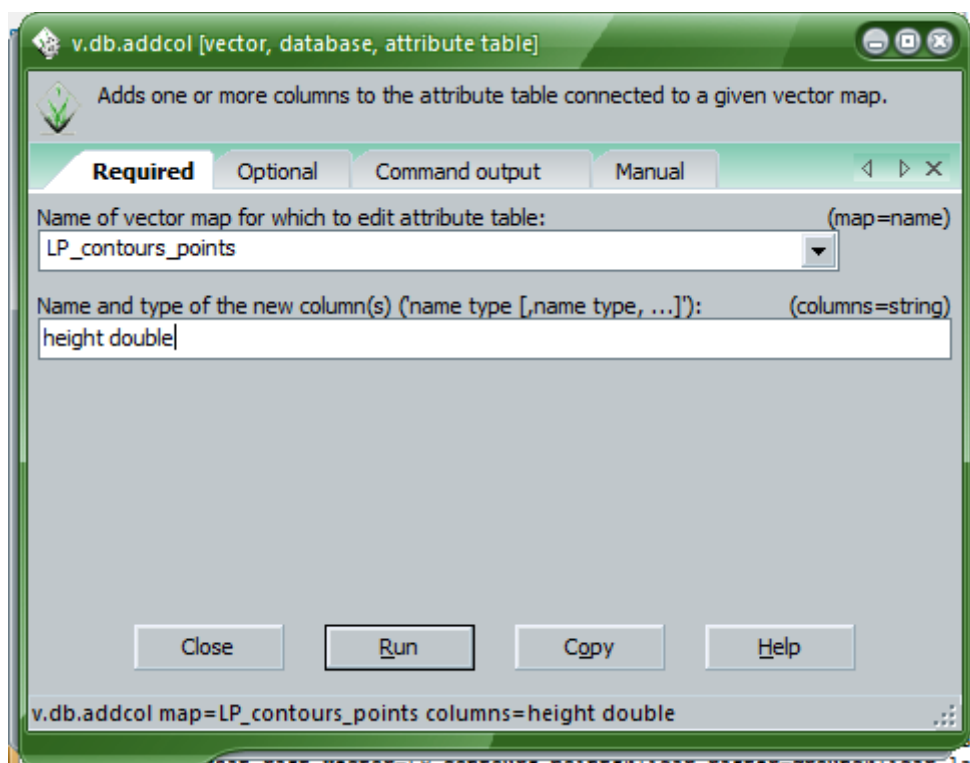 v.db.addcol [vector, database, attribute table]
Adds one or more columns to the attribute table connected to a given vector map.
Required Optional Command output Manual
Name of vector map for which to edit attribute table: (map=name)
LP_contours_points
Name and type of the new column(s) ('name type [,name type, ...]'): (columns=string)
height double
Close Run Copy Help
v.db.addcol map=LP_contours_points columns=height double